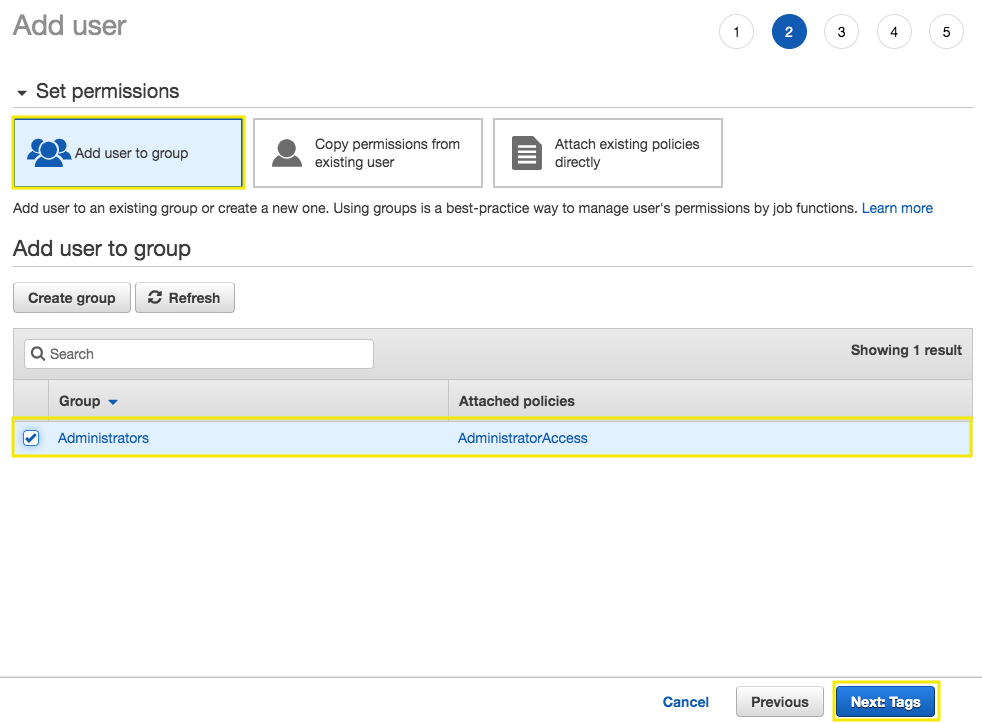 Add user
1 2 3 4 5
Set permissions
Add user to group
Copy permissions from
existing user
Attach existing policies
directly
Add user to an existing group or create a new one. Using groups is a best-practice way to manage user's permissions by job functions. Learn more
Add user to group
Create group Refresh
Search
Showing 1 result
Group Attached policies
Administrators AdministratorAccess
Cancel Previous Next: Tags